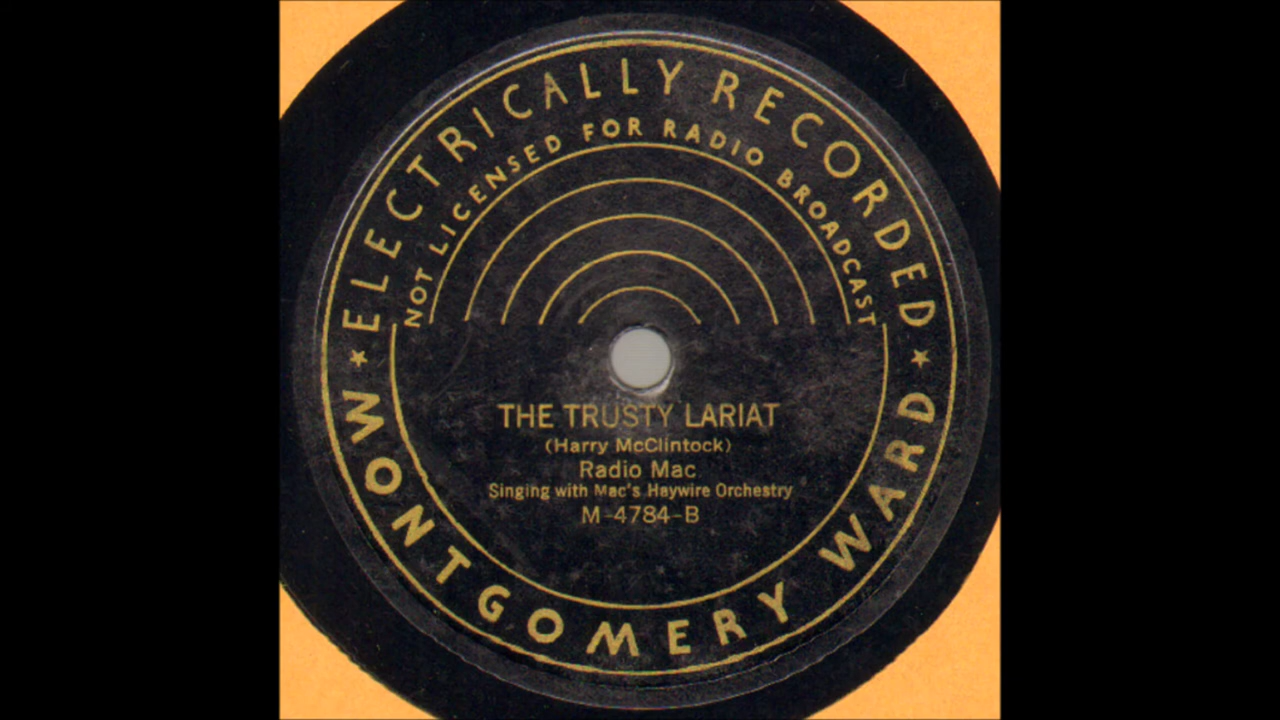 ELECTRICALLY RECORDED
NOT LICENSED FOR RADIO BROADCAST
THE TRUSTY LARIAT
(Harry McClintock)
Radio Mac
Singing with Mac's Haywire Orchestry
M-4784-B
★ MONTGOMERY WARD ★